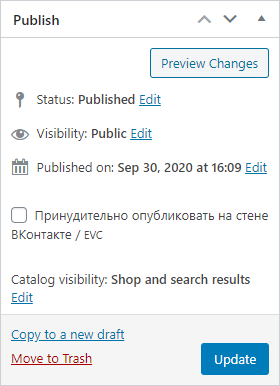 Publish
Preview Changes
Status: Published Edit
Visibility: Public Edit
Published on: Sep 30, 2020 at 16:09 Edit
Принудительно опубликовать на стене
ВКонтакте / EVC
Catalog visibility: Shop and search results
Edit
Copy to a new draft
Move to Trash
Update